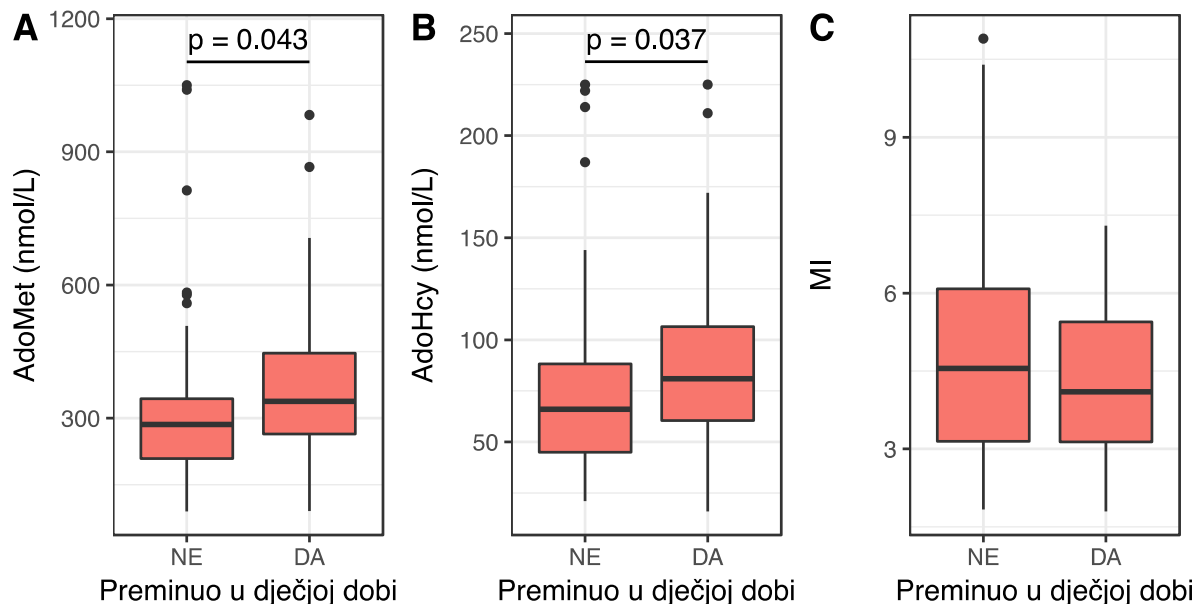 A
AdoMet (nmol/L)
1200
900
600
300
p = 0.043
NE
DA
Preminuo u dječjoj dobi
B
AdoHcy (nmol/L)
250
200
150
100
50
p = 0.037
NE
DA
Preminuo u dječjoj dobi
C
MI
9
6
3
NE
DA
Preminuo u dječjoj dobi